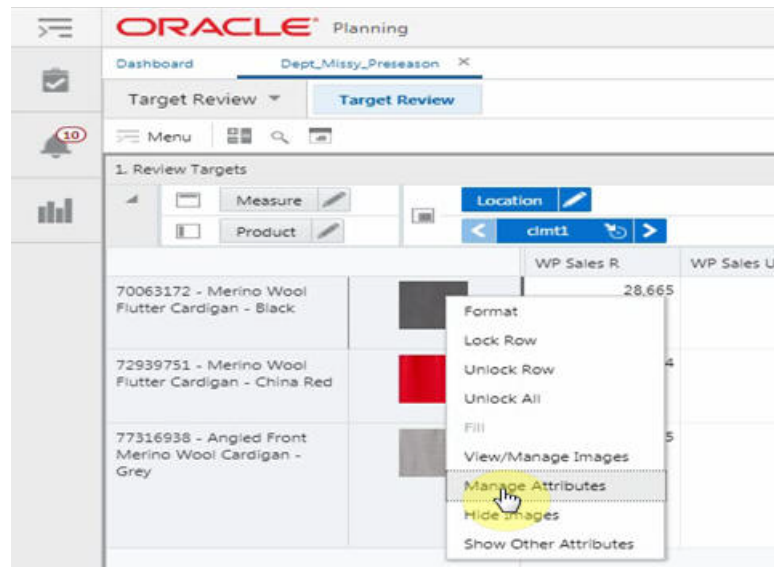 ORACLE® Planning
Dashboard Dept_Missy_Preseason ×
Target Review Target Review
10
Menu
1. Review Targets
Measure Location
Product < clmt1 >
WP Sales R WP Sales U
70063172 - Merino Wool 28,665
Flutter Cardigan - Black
Format
Lock Row
72939751 - Merino Wool Unlock Row 4
Flutter Cardigan - China Red
Unlock All
Fill
77316938 - Angled Front 5
Merino Wool Cardigan - View/Manage Images
Grey
Manage Attributes
Hide Images
Show Other Attributes